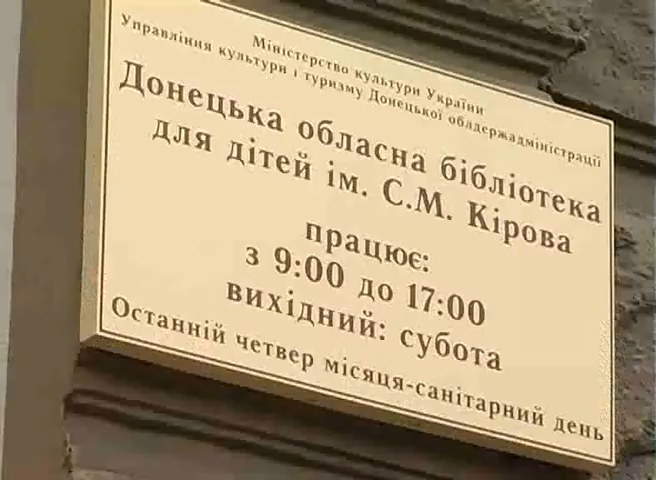 Міністерство культури України
Управління культури і туризму Донецької облдержадміністрації
Донецька обласна бібліотека
для дітей ім. С.М. Кірова
працює:
з 9:00 до 17:00
вихідний: субота
Останній четвер місяця-санітарний день